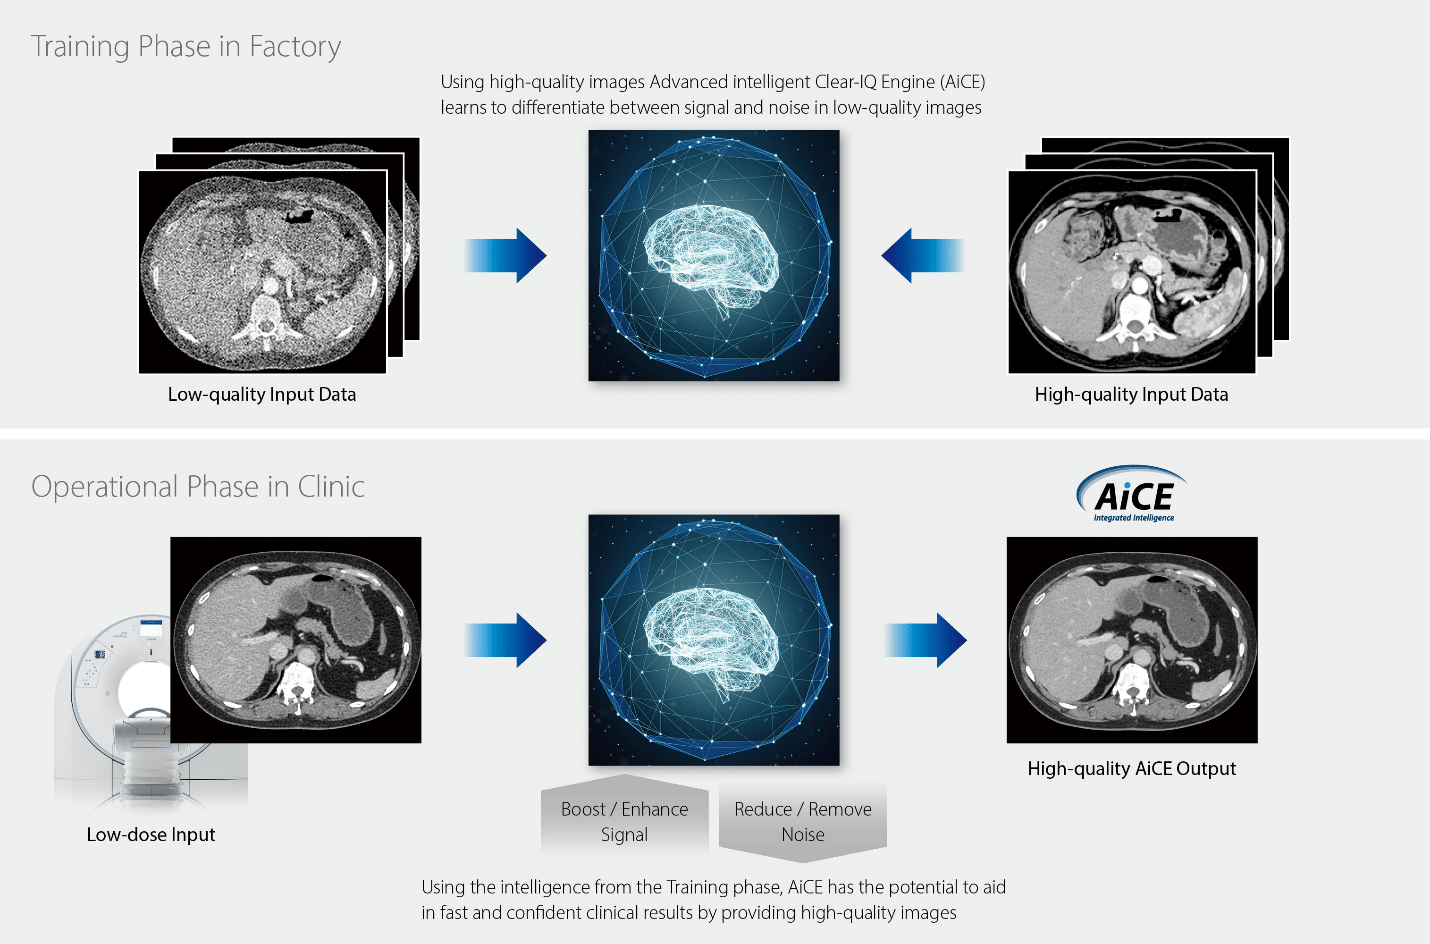 Training Phase in Factory
Using high-quality images Advanced intelligent Clear-IQ Engine (AiCE)
learns to differentiate between signal and noise in low-quality images
Low-quality Input Data
High-quality Input Data
Operational Phase in Clinic
AiCE
Integrated Intelligence
High-quality AiCE Output
Low-dose Input
Boost / Enhance
Signal
Reduce / Remove
Noise
Using the intelligence from the Training phase, AiCE has the potential to aid
in fast and confident clinical results by providing high-quality images